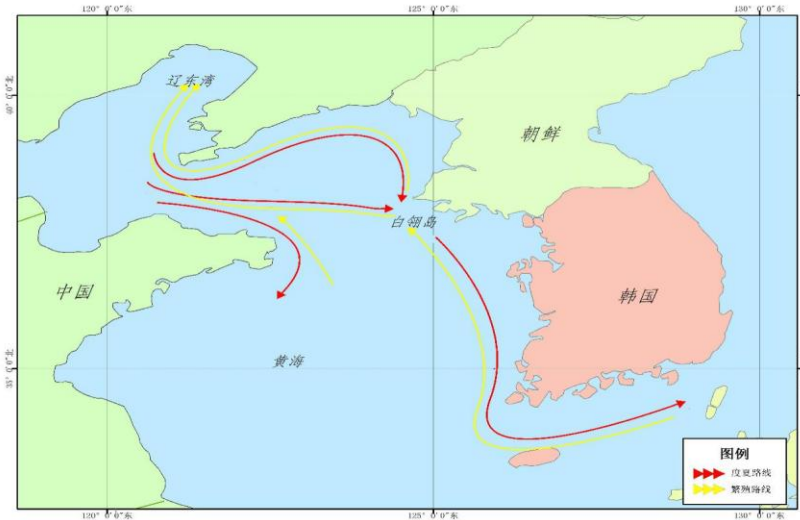 120° 0′0″东
125° 0′0″东
130° 0′0″东
40° 0′0″北
辽东湾
朝鲜
白翎岛
中国
韩国
黄海
35° 0′0″北
图例
度夏路线
繁殖路线
120° 0′0″东
125° 0′0″东
130° 0′0″东